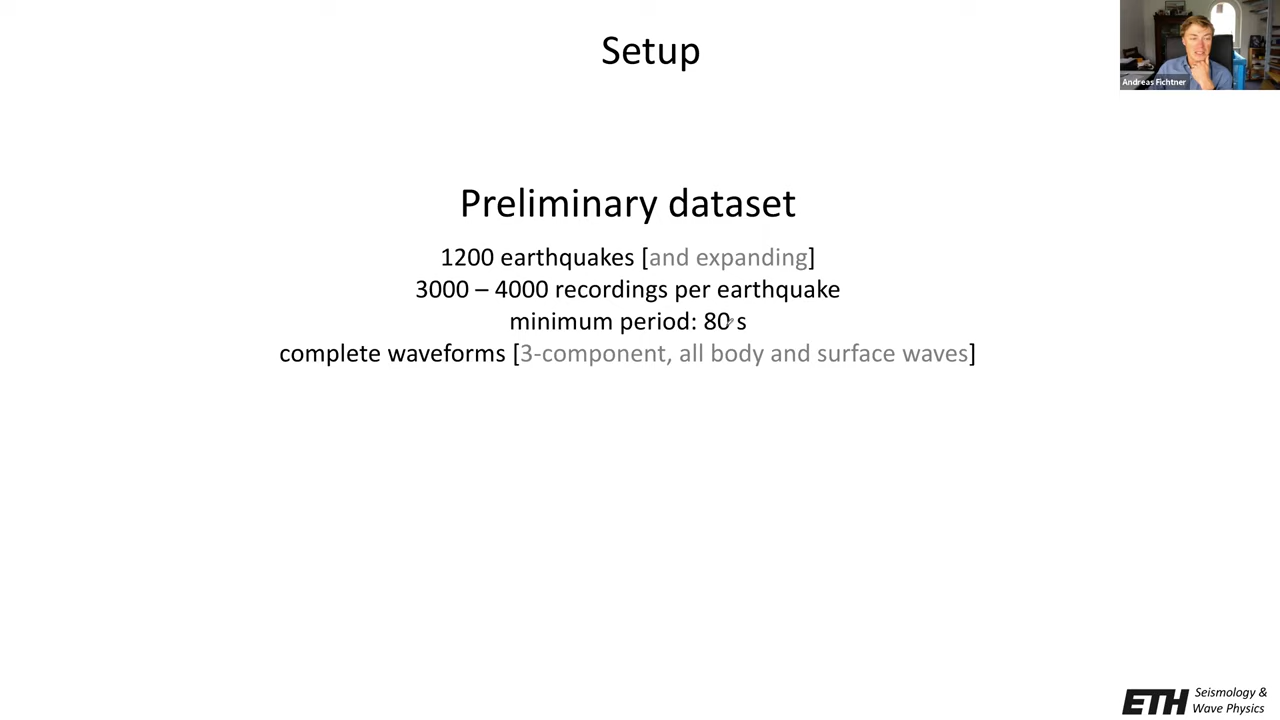 Setup
Andreas Fichtner
Preliminary dataset
1200 earthquakes [and expanding]
3000 – 4000 recordings per earthquake
minimum period: 80 s
complete waveforms [3-component, all body and surface waves]
ETH Seismology &
Wave Physics